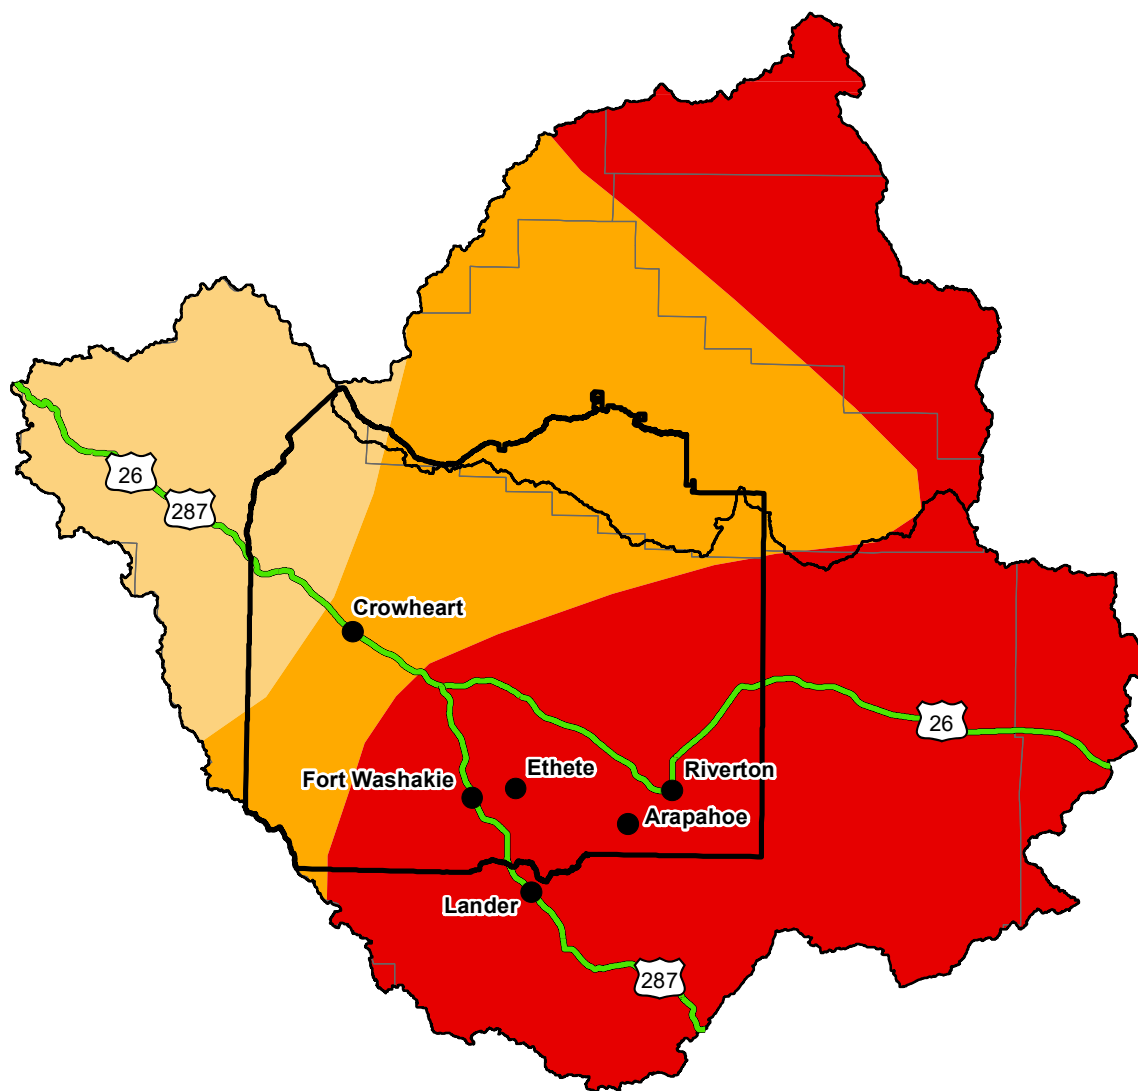 26
287
Crowheart
26
Ethete
Riverton
Fort Washakie
Arapahoe
Lander
287